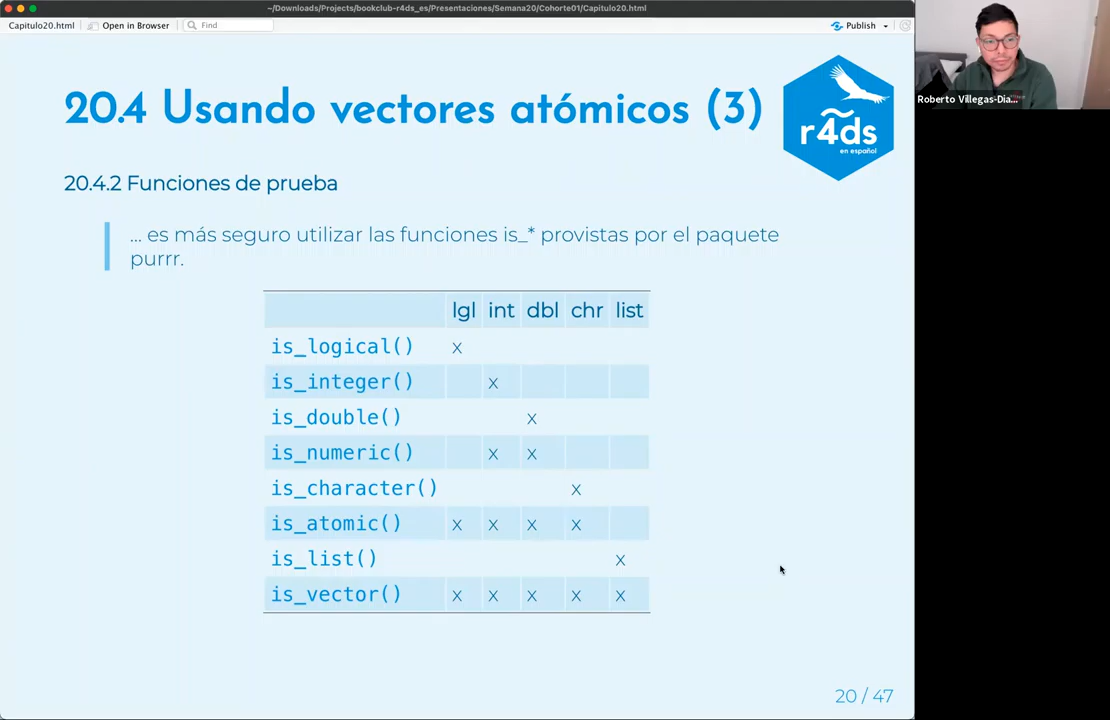 ~/Downloads/Projects/bookclub-r4ds_es/Presentaciones/Semana20/Cohorte01/Capitulo20.html
Capitulo20.html Open in Browser Find Publish
20.4 Usando vectores atómicos (3)
r4ds
en español
Roberto Villegas-Dia...
20.4.2 Funciones de prueba
... es más seguro utilizar las funciones is_* provistas por el paquete
purrr.
lgl int dbl chr list
is_logical() x
is_integer() x
is_double() x
is_numeric() x x
is_character() x
is_atomic() x x x x
is_list() x
is_vector() x x x x x
20 / 47